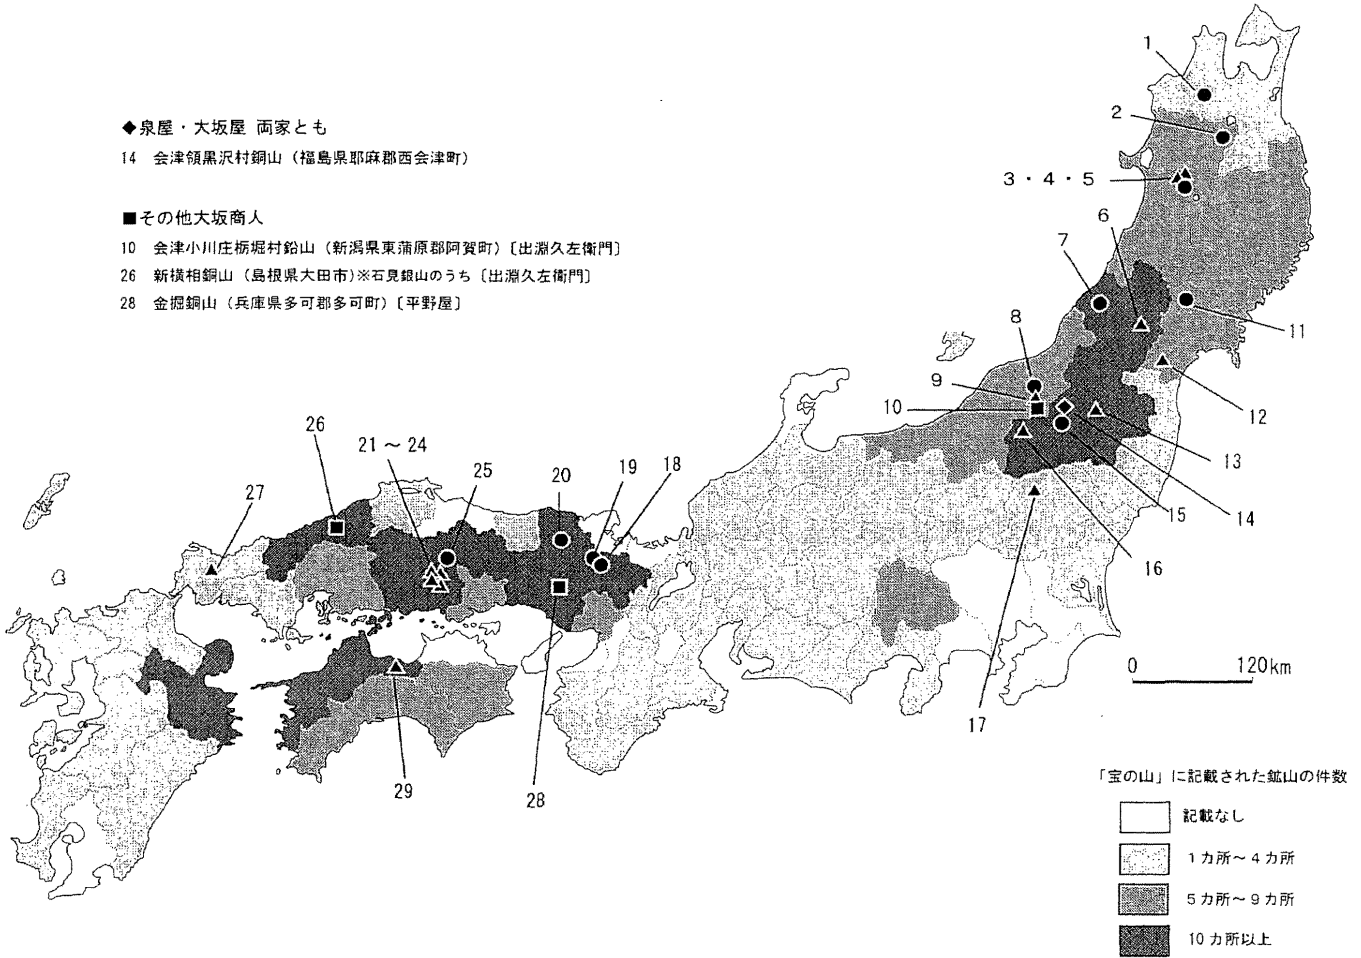 ◆泉屋・大坂屋 両家とも
14 会津領黒沢村銅山（福島県耶麻郡西会津町）
■その他大坂商人
10 会津小川庄栃堀村鉛山（新潟県東蒲原郡阿賀町）〔出淵久左衛門〕
26 新横相銅山（島根県大田市）※石見銀山のうち〔出淵久左衛門〕
28 金掘銅山（兵庫県多可郡多可町）〔平野屋〕
1
2
3・4・5
6
7
8
9
10
11
12
13
14
15
16
17
18
19
20
21～24
25
26
27
28
29
0 120km
「宝の山」に記載された鉱山の件数
記載なし
1カ所～4カ所
5カ所～9カ所
10カ所以上